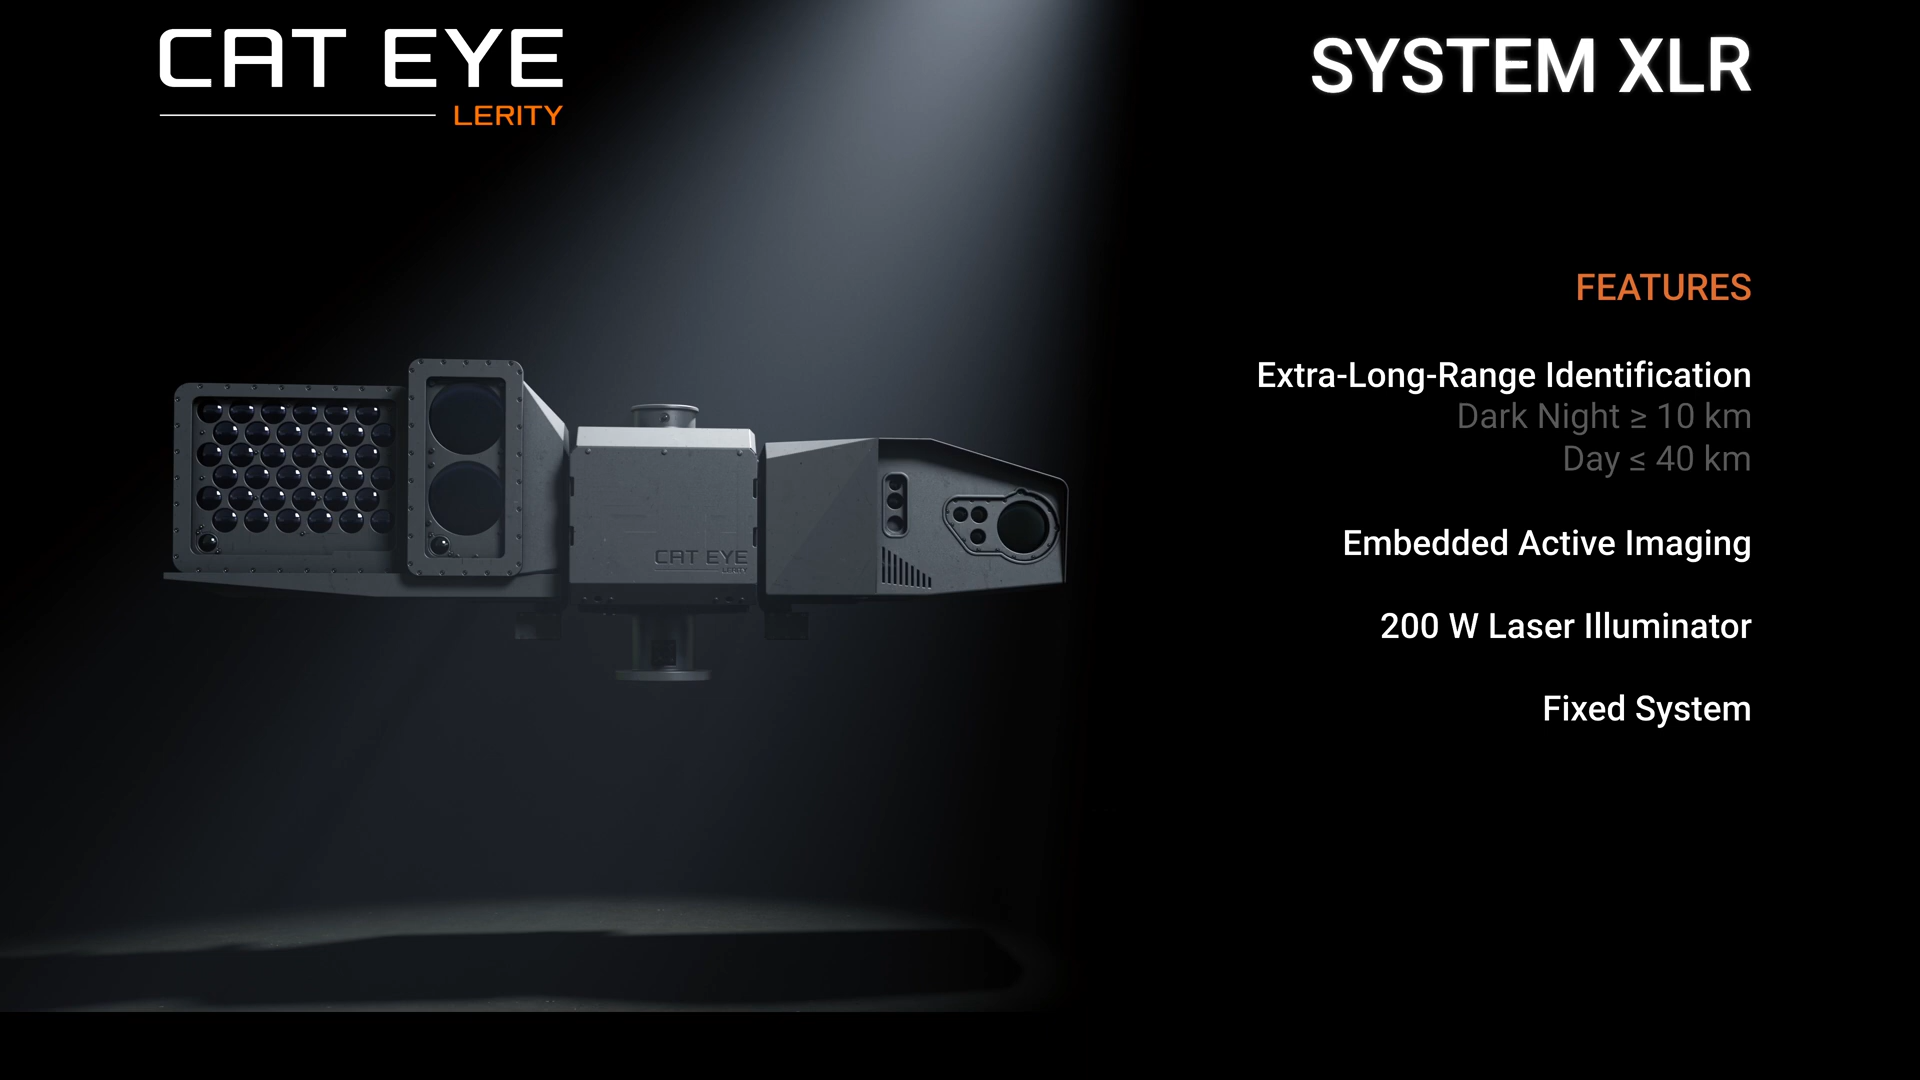 CAT EYE
LERITY
SYSTEM XLR
FEATURES
Extra-Long-Range Identification
Dark Night ≥ 10 km
Day ≤ 40 km
Embedded Active Imaging
200 W Laser Illuminator
Fixed System
CAT EYE
LERITY